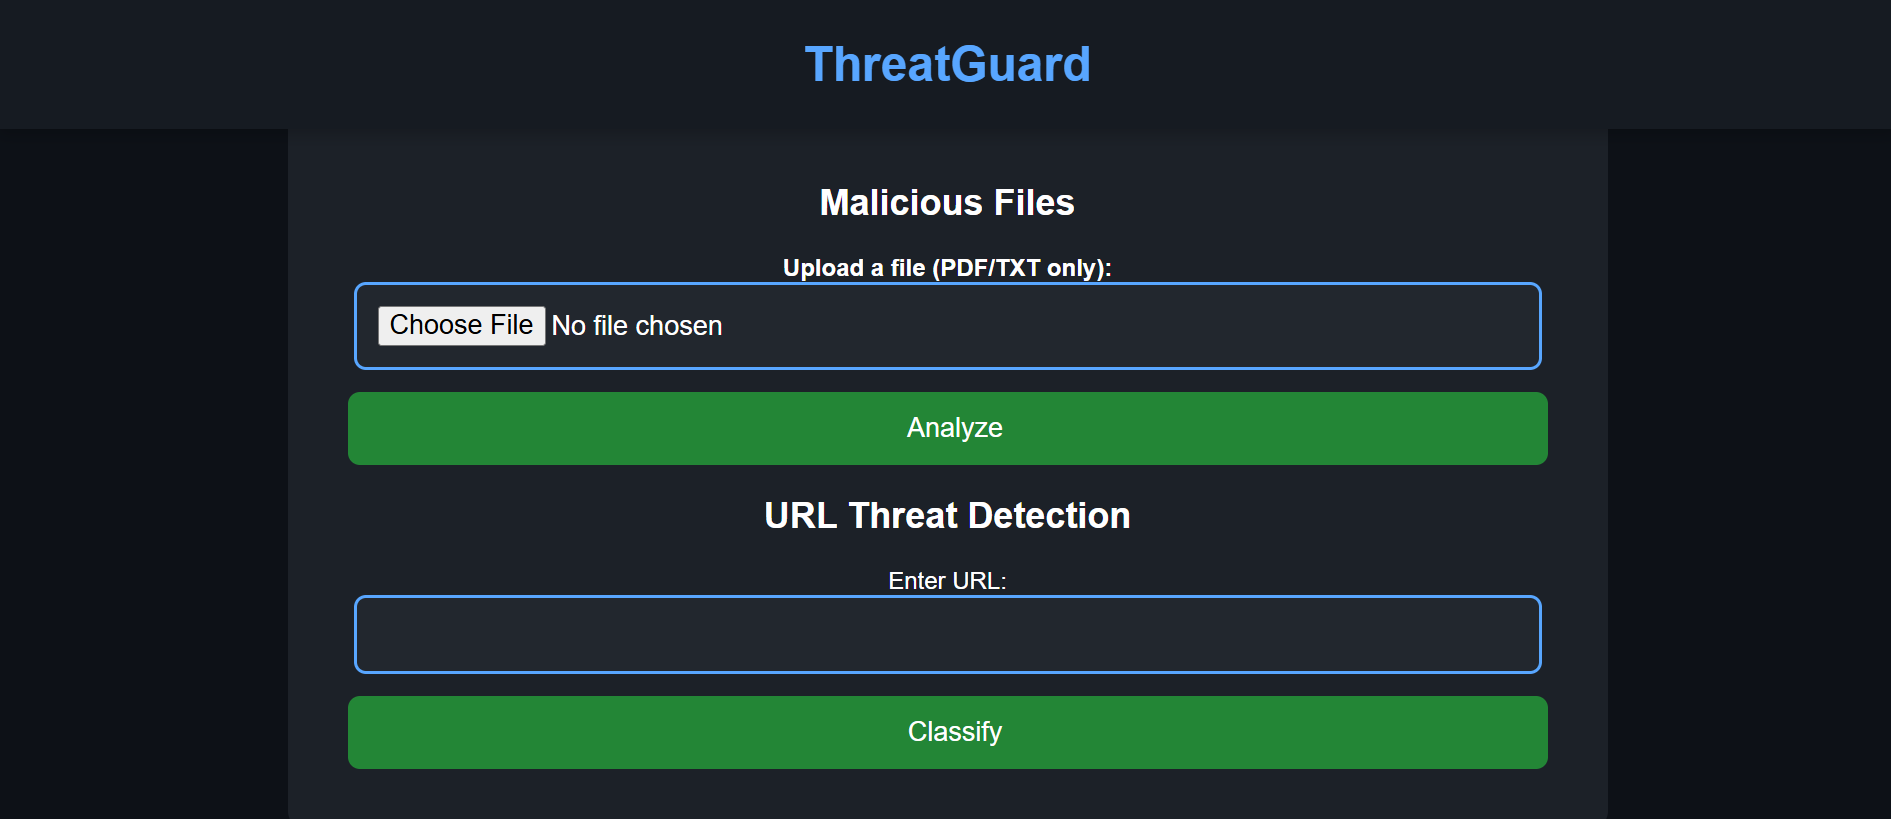 ThreatGuard
Malicious Files
Upload a file (PDF/TXT only):
Choose File No file chosen
Analyze
URL Threat Detection
Enter URL:
Classify